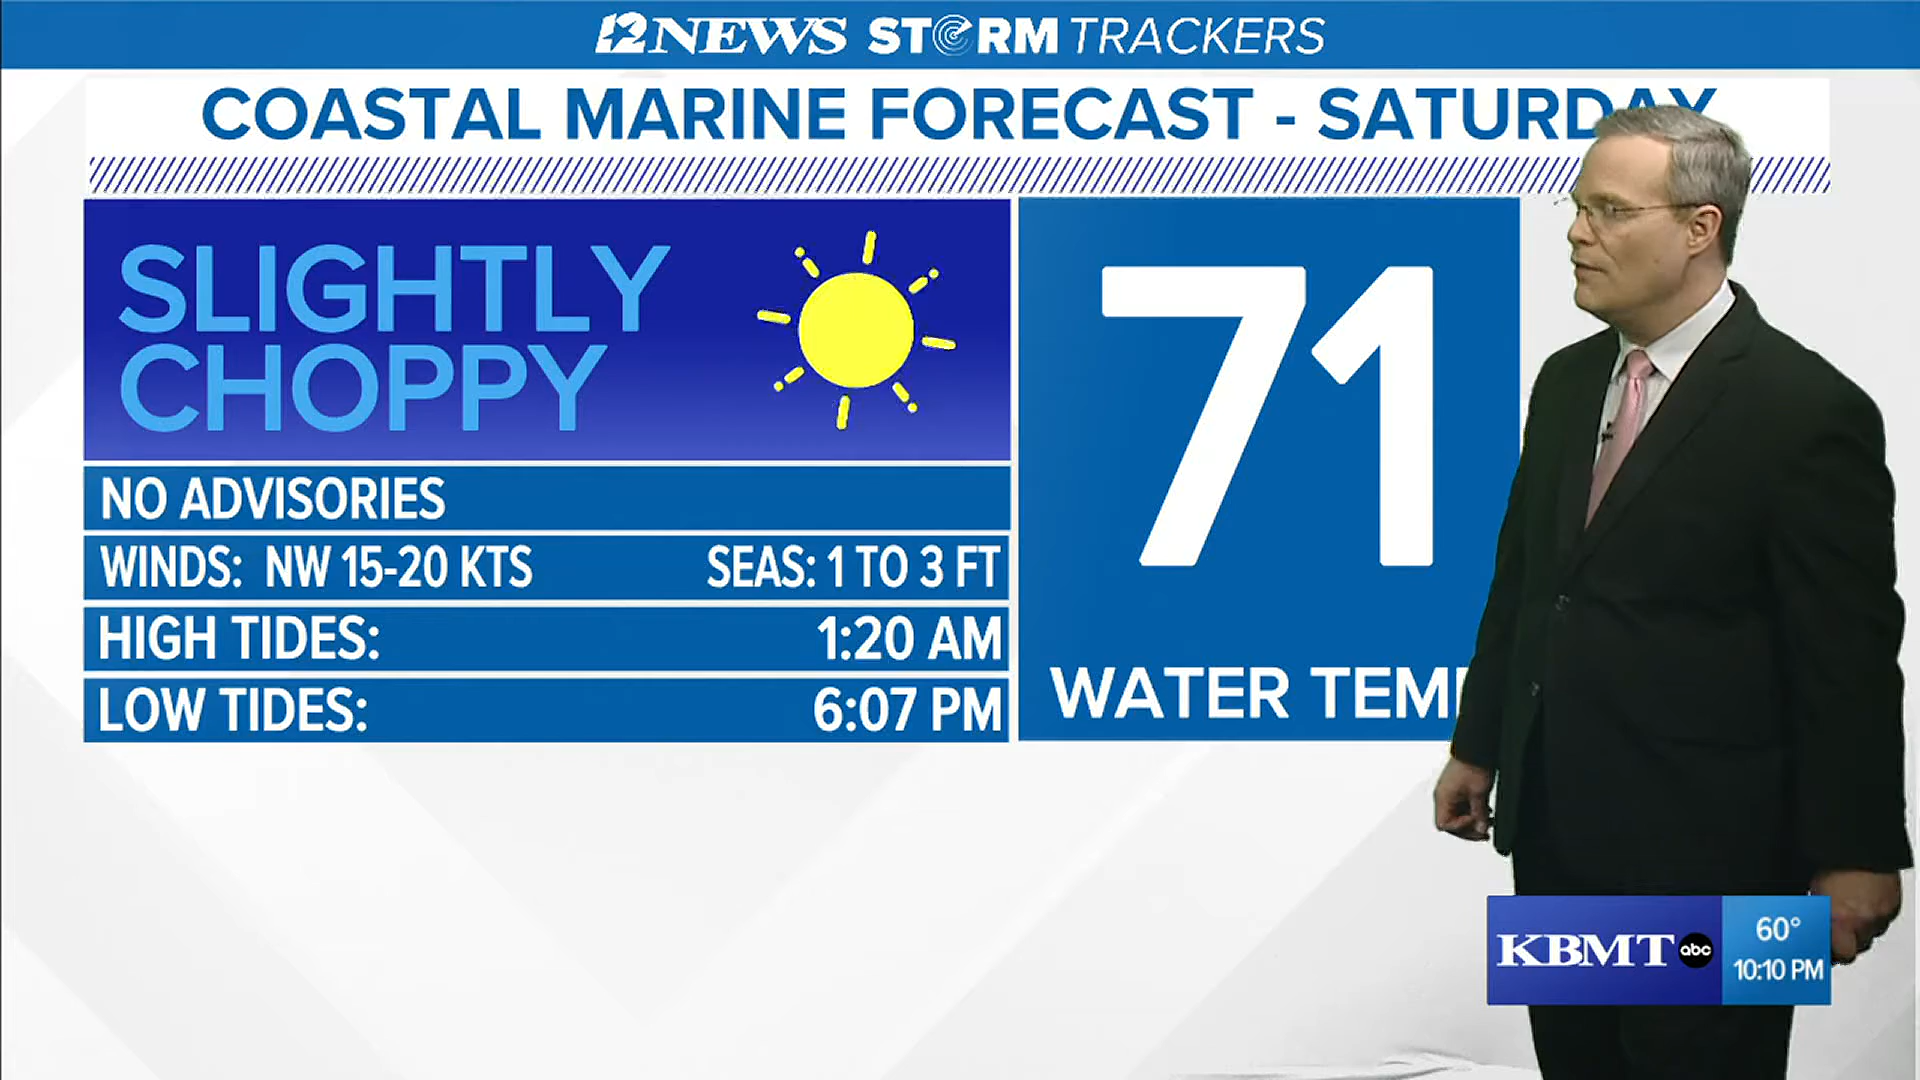 12NEWS STORM TRACKERS
COASTAL MARINE FORECAST - SATURDAY
SLIGHTLY
CHOPPY
NO ADVISORIES
WINDS: NW 15-20 KTS SEAS: 1 TO 3 FT
HIGH TIDES: 1:20 AM
LOW TIDES: 6:07 PM
71
WATER TEMP
KBMT abc
60°
10:10 PM